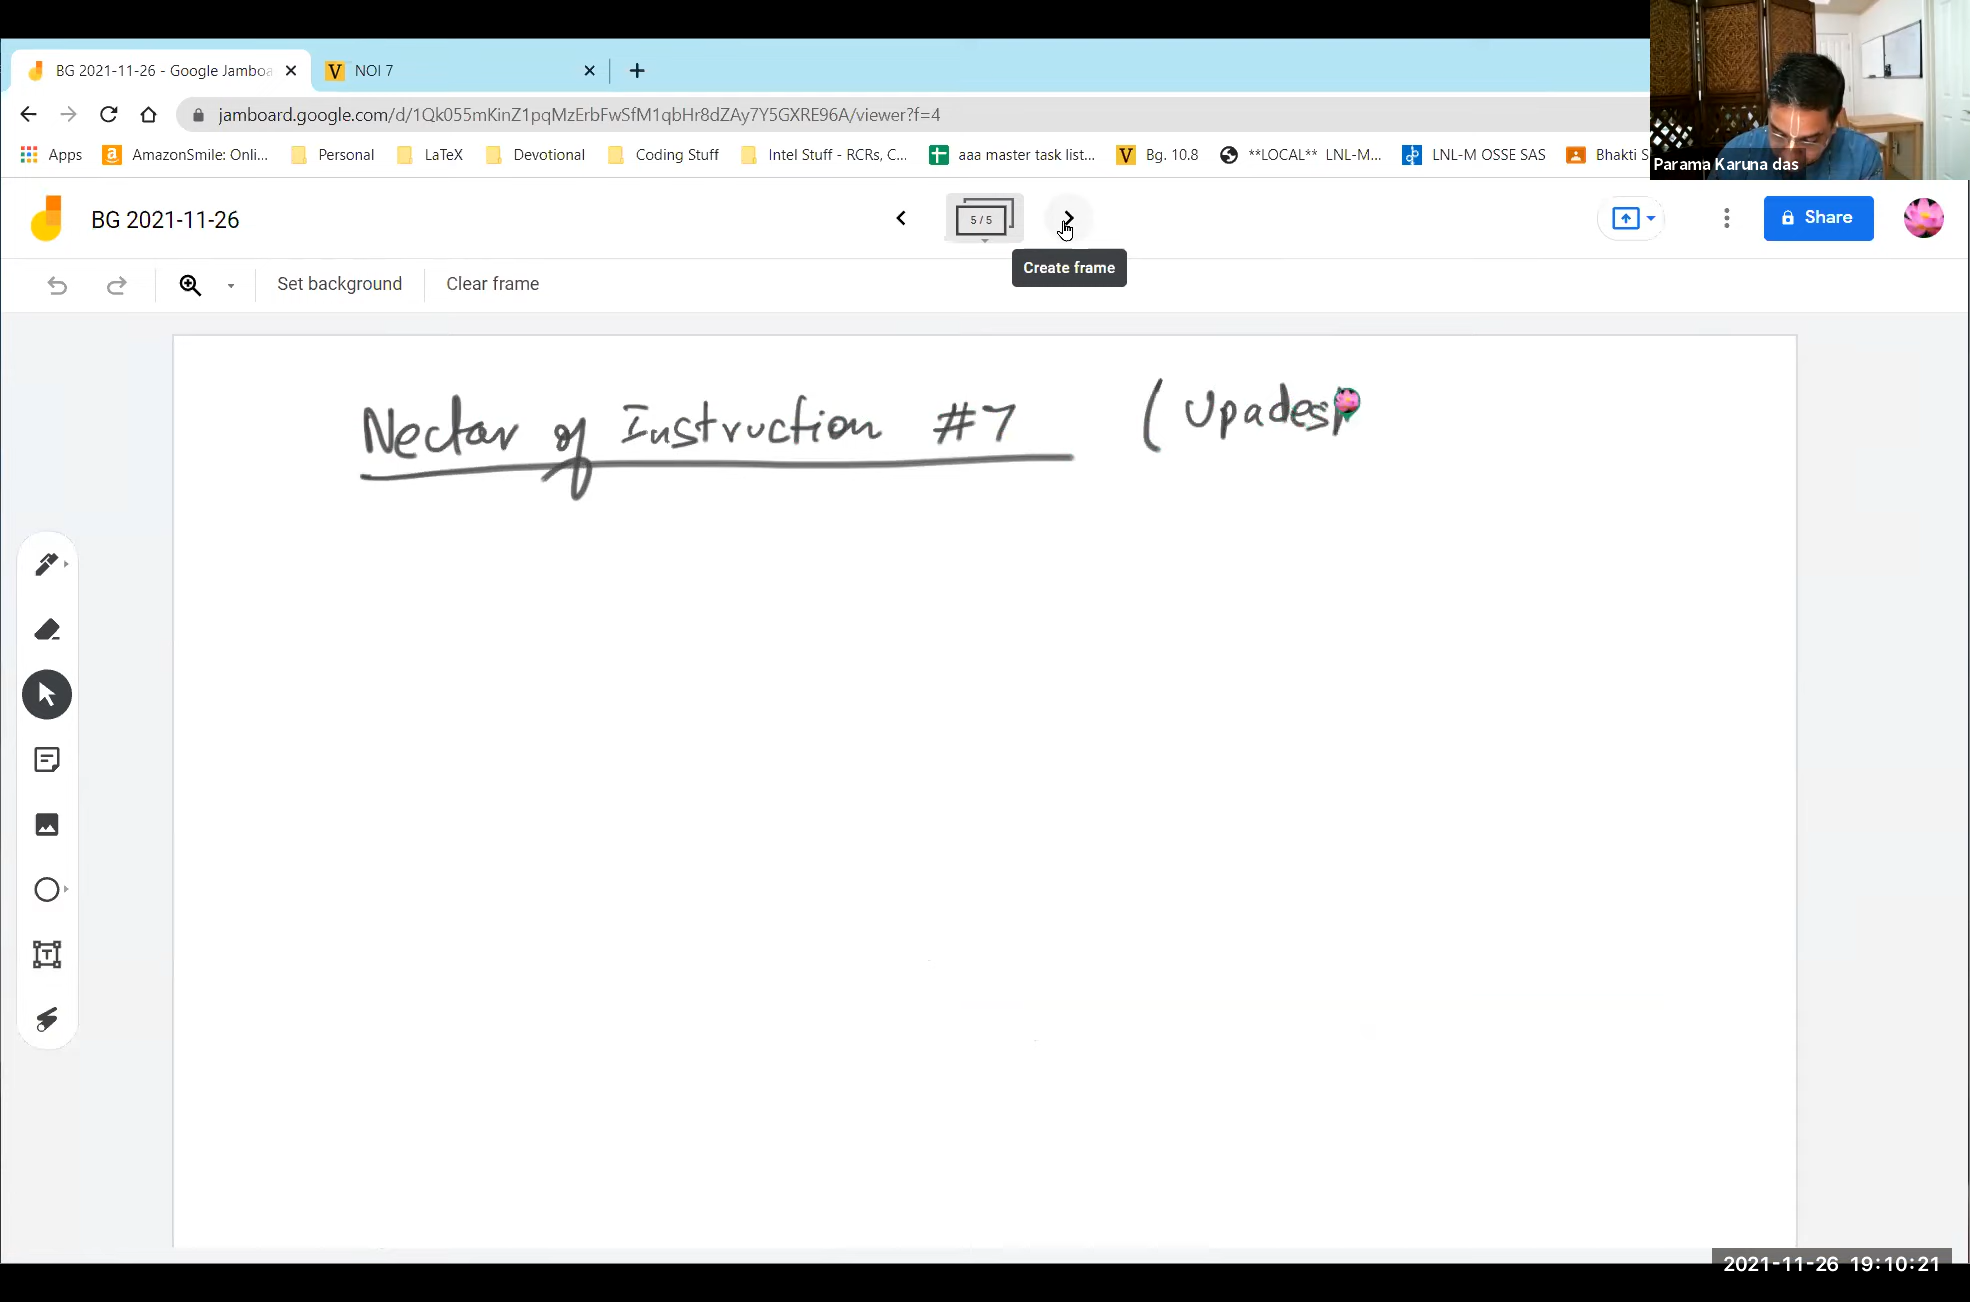 BG 2021-11-26 - Google Jamboa
NOI 7
jamboard.google.com/d/1Qk055mKinZ1pqMzErbFwSfM1qbHr8dZAy7Y5GXRE96A/viewer?f=4
Apps AmazonSmile: Onli... Personal LaTeX Devotional Coding Stuff Intel Stuff - RCRs, C... aaa master task list... Bg. 10.8 **LOCAL** LNL-M... LNL-M OSSE SAS Bhakti S
Parama Karuna das
BG 2021-11-26
5 / 5
Share
Create frame
Set background Clear frame
Nectar of Instruction #7 (Upades
2021-11-26 19:10:21